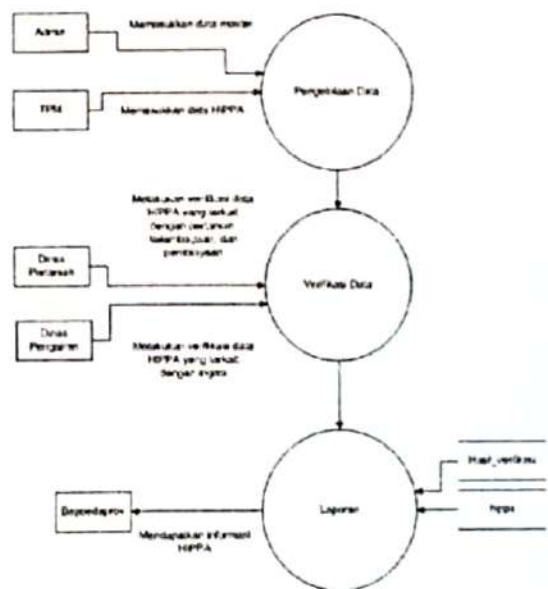 Admin
Memasukkan data master
Pengelolaan Data
TPM
Memasukkan data HIPPA
Melakukan verifikasi data
HIPPA yang terkait
dengan pertanian
kelembagaan, dan
pembiayaan
Dinas
Pertanian
Verifikasi Data
Dinas
Pengairan
Melakukan verifikasi data
HIPPA yang terkait
dengan irigasi
Hasil_verifikasi
Bappedaprov
Laporan
hippa
Mendapatkan informasi
HIPPA